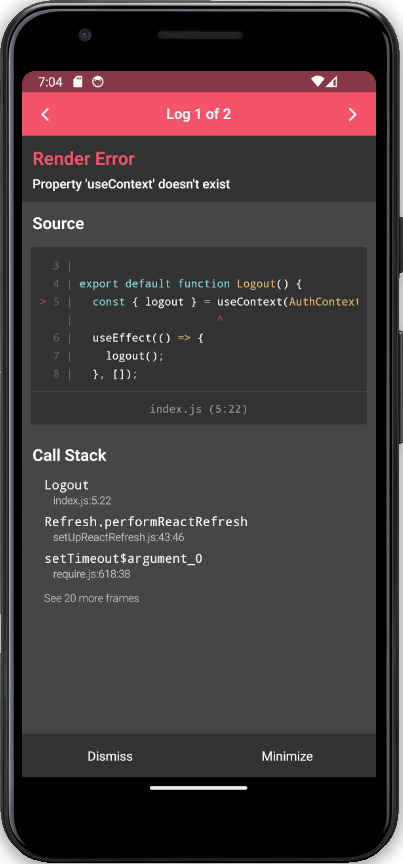 7:04
Log 1 of 2
Render Error
Property 'useContext' doesn't exist
Source
3 |
4 | export default function Logout() {
> 5 | const { logout } = useContext(AuthContext
| ^
6 | useEffect(() => {
7 | logout();
8 | }, []);
index.js (5:22)
Call Stack
Logout
index.js:5:22
Refresh.performReactRefresh
setUpReactRefresh.js:43:46
setTimeout$argument_0
require.js:618:38
See 20 more frames
Dismiss Minimize